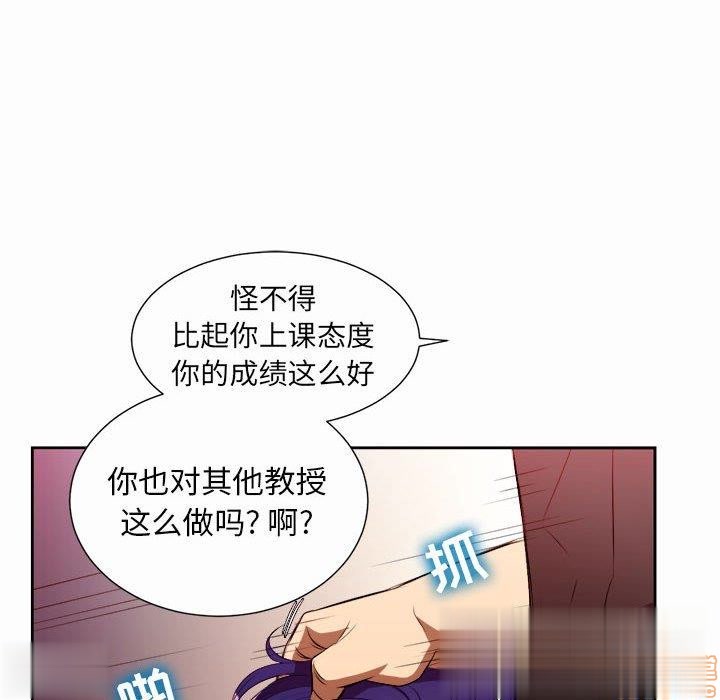 怪不得
比起你上课态度
你的成绩这么好
你也对其他教授
这么做吗? 啊?
抓
啪